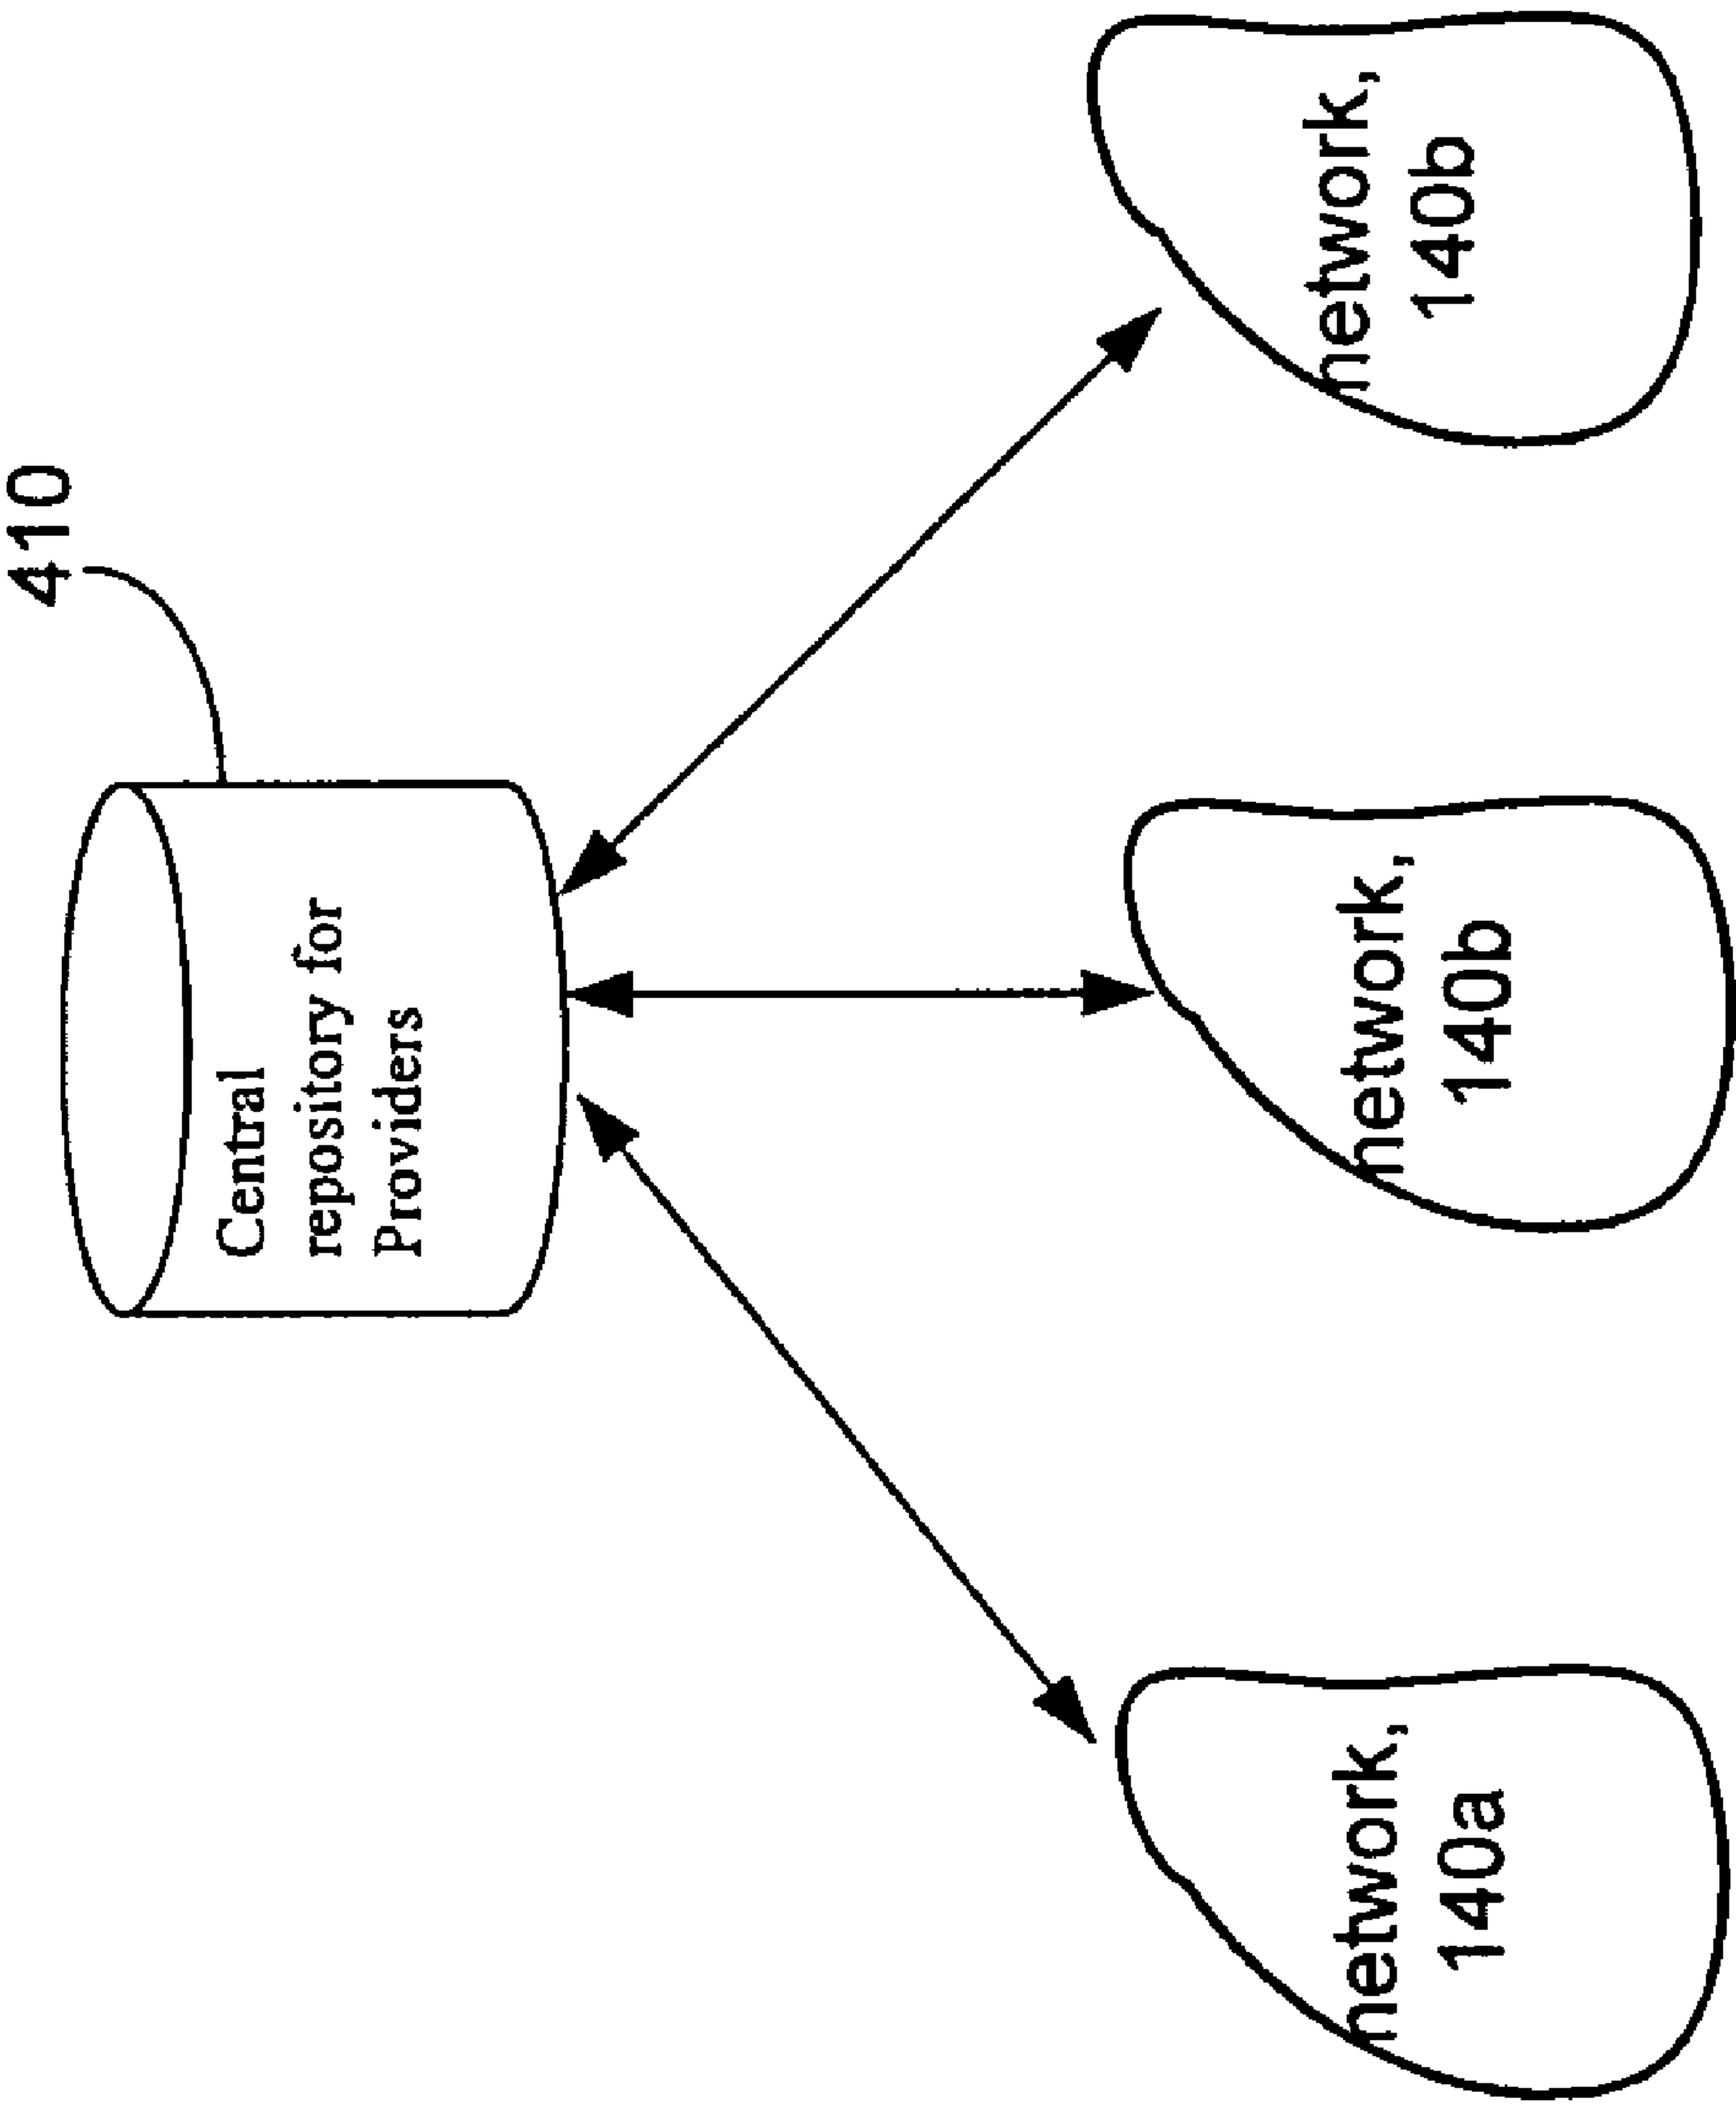 410
Central
repository for
Providers
network,
140a
network,
140b
network,
140b